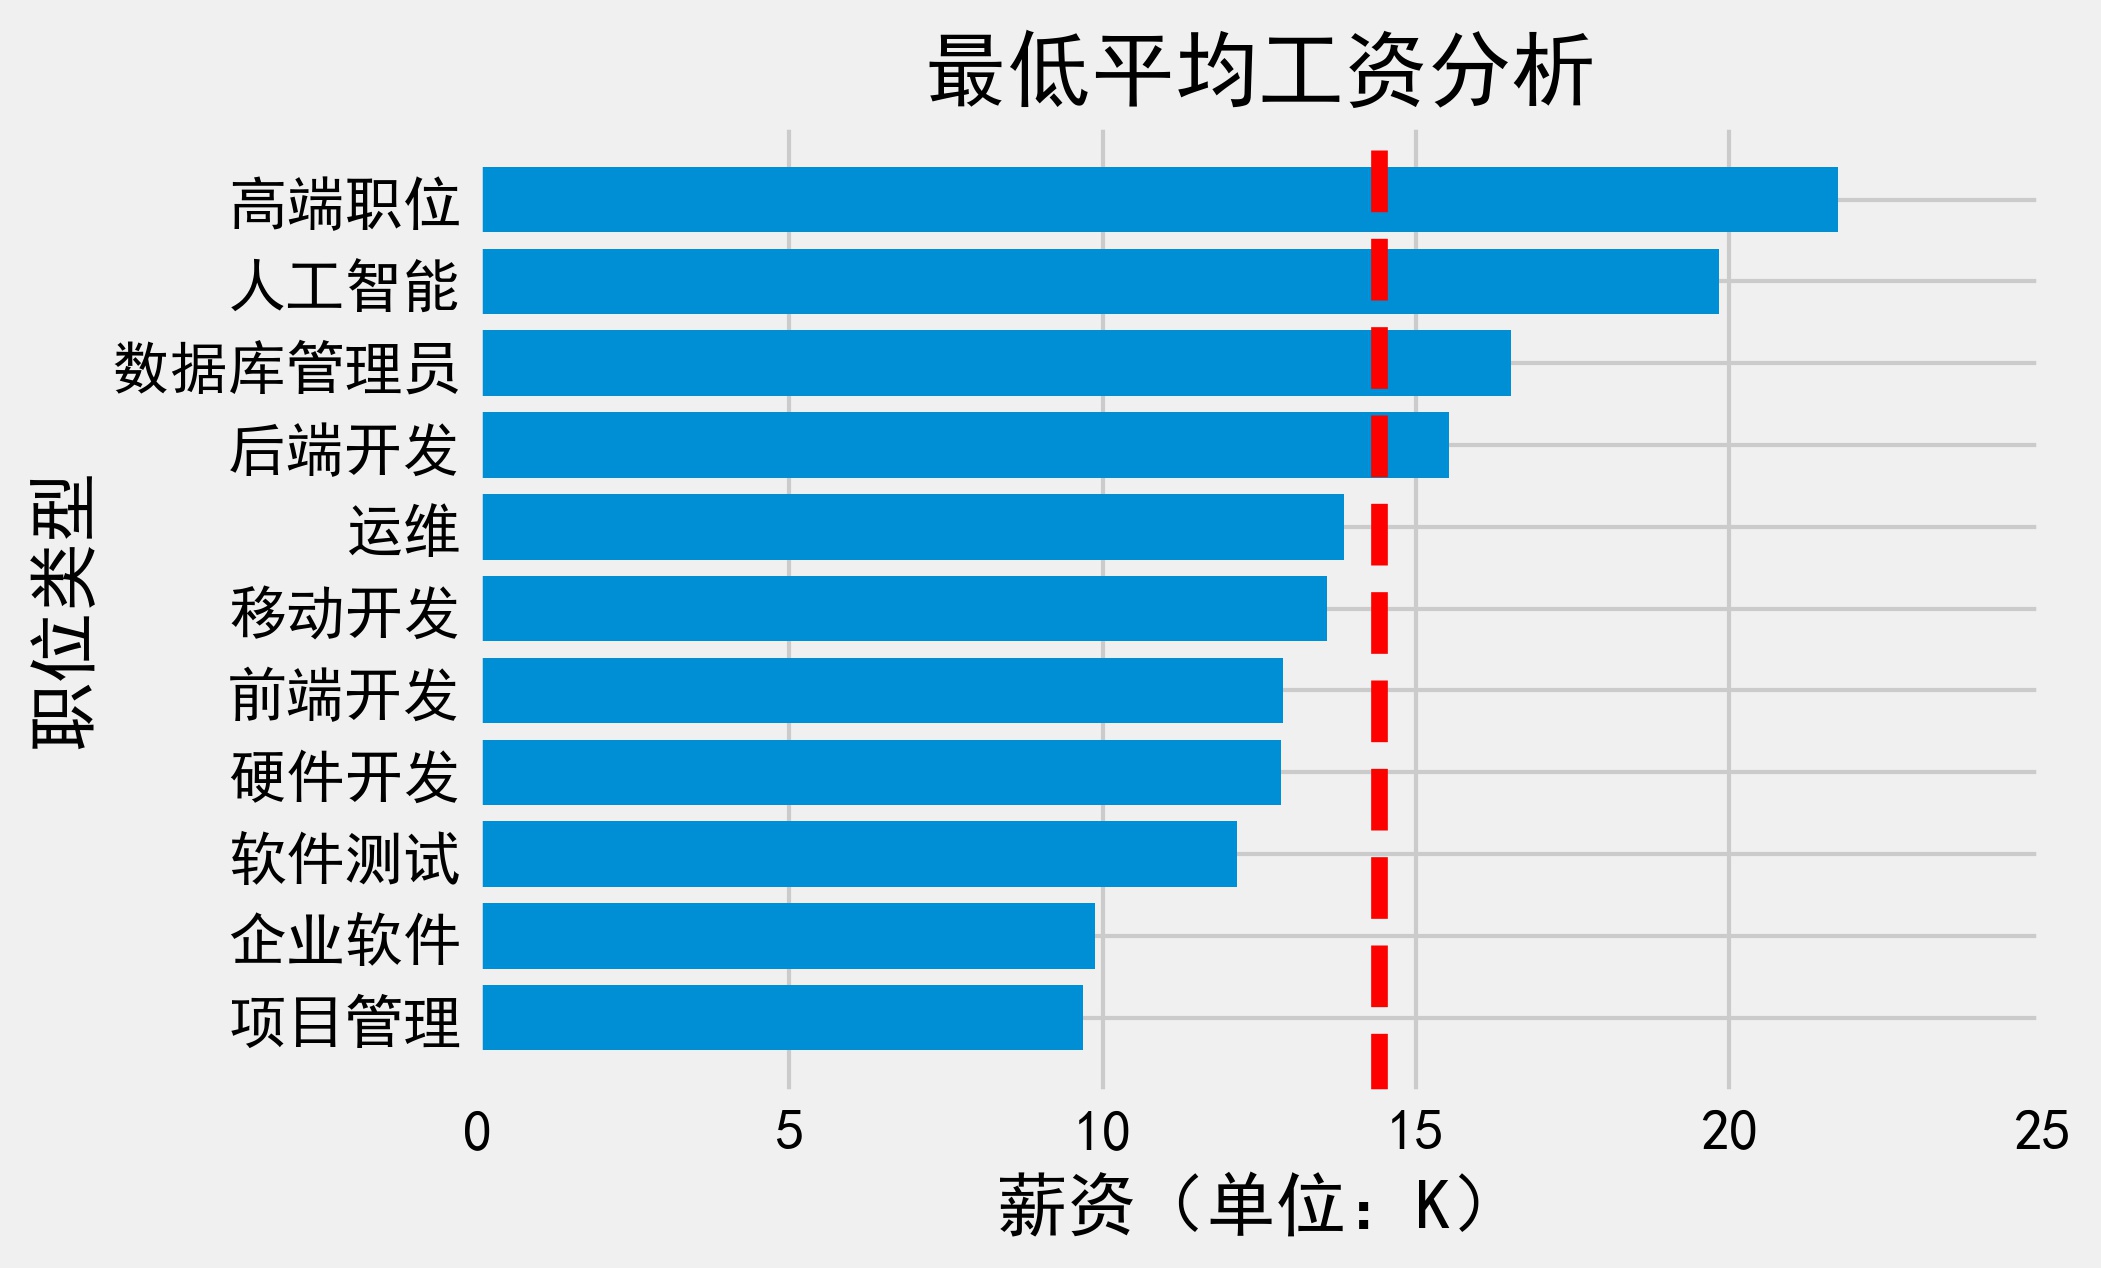 最低平均工资分析
高端职位
人工智能
数据库管理员
后端开发
运维
移动开发
前端开发
硬件开发
软件测试
企业软件
项目管理
职位类型
0 5 10 15 20 25
薪资（单位：K）